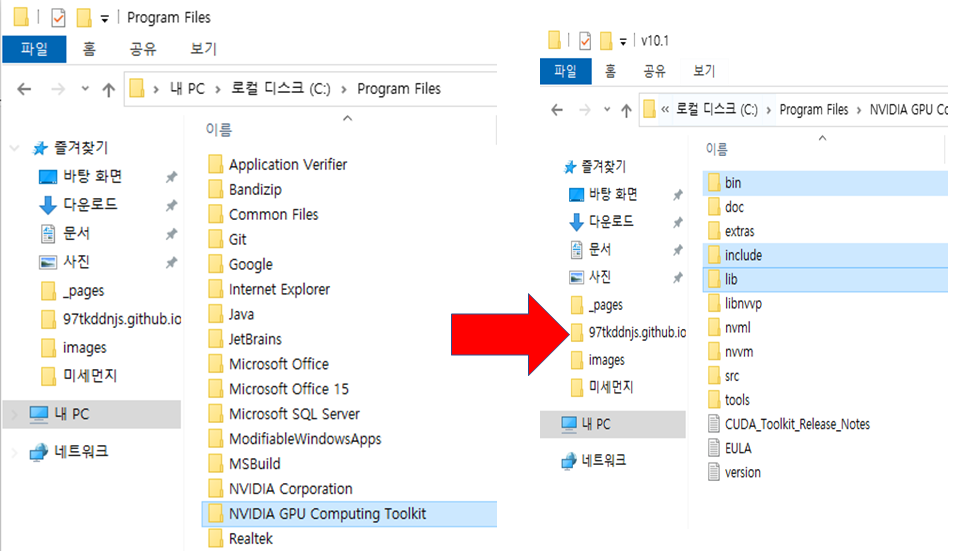 Program Files
파일 홈 공유 보기
내 PC 로컬 디스크 (C:) Program Files
이름
즐겨찾기
바탕 화면
다운로드
문서
사진
_pages
97tkddnjs.github.io
images
미세먼지
내 PC
네트워크
Application Verifier
Bandizip
Common Files
Git
Google
Internet Explorer
Java
JetBrains
Microsoft Office
Microsoft Office 15
Microsoft SQL Server
ModifiableWindowsApps
MSBuild
NVIDIA Corporation
NVIDIA GPU Computing Toolkit
Realtek
v10.1
파일 홈 공유 보기
« 로컬 디스크 (C:) Program Files NVIDIA GPU Co
이름
즐겨찾기
바탕 화면
다운로드
문서
사진
_pages
97tkddnjs.github.io
images
미세먼지
내 PC
네트워크
bin
doc
extras
include
lib
libnvvp
nvml
nvvm
src
tools
CUDA_Toolkit_Release_Notes
EULA
version